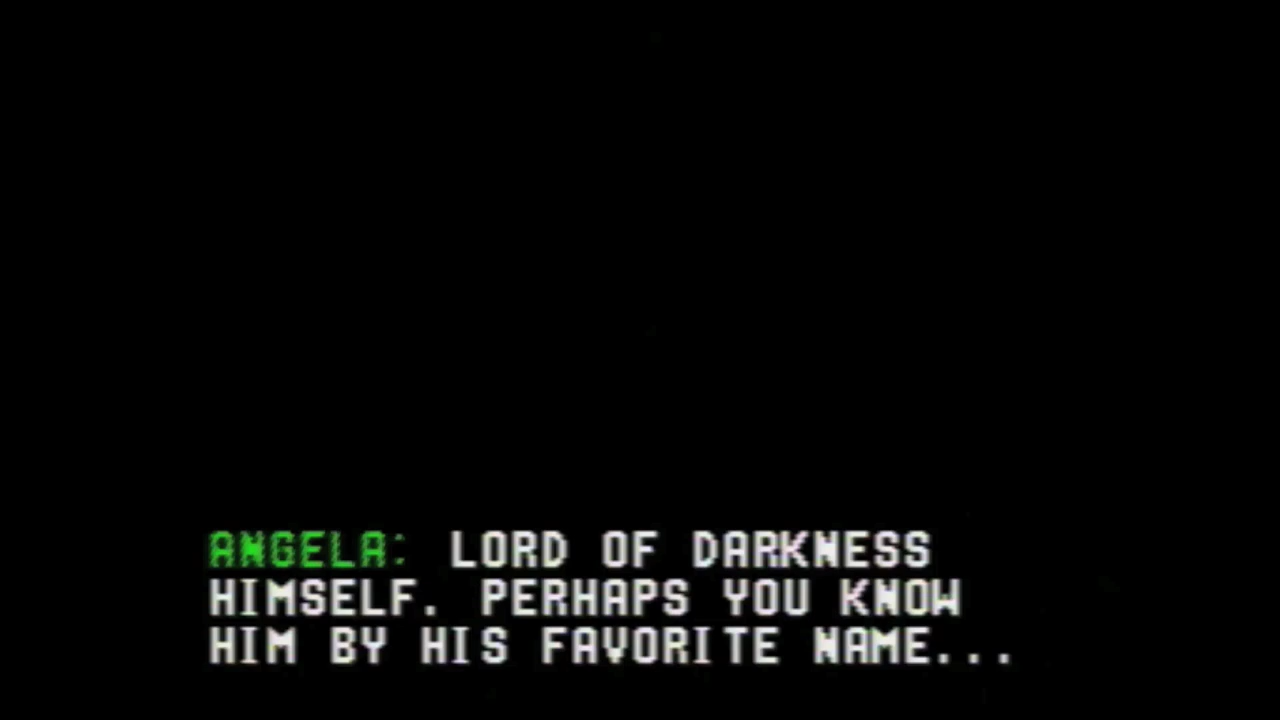 ANGELA: LORD OF DARKNESS
HIMSELF. PERHAPS YOU KNOW
HIM BY HIS FAVORITE NAME...